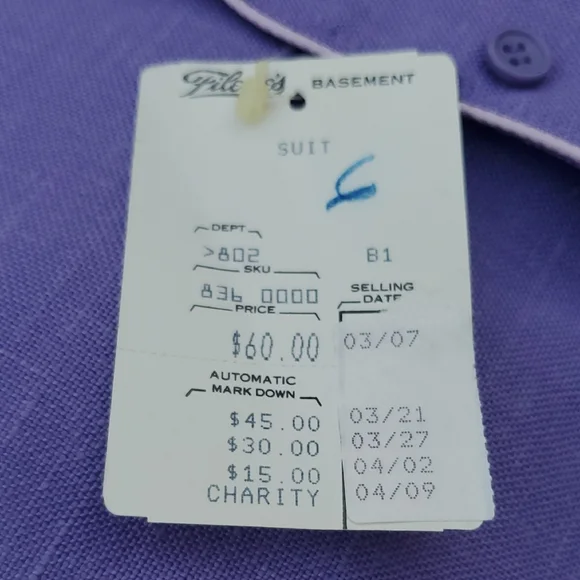 Filene's BASEMENT
SUIT
6
DEPT
>802 B1
SKU
836 0000 SELLING DATE
PRICE
$60.00 03/07
AUTOMATIC
MARK DOWN
$45.00 03/21
$30.00 03/27
$15.00 04/02
CHARITY 04/09